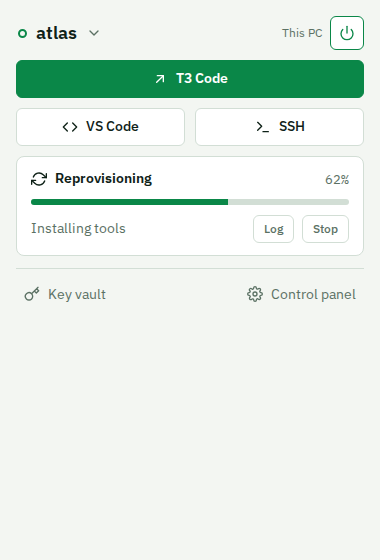 atlas
This PC
T3 Code
VS Code
SSH
Reprovisioning
62%
Installing tools
Log
Stop
Key vault
Control panel